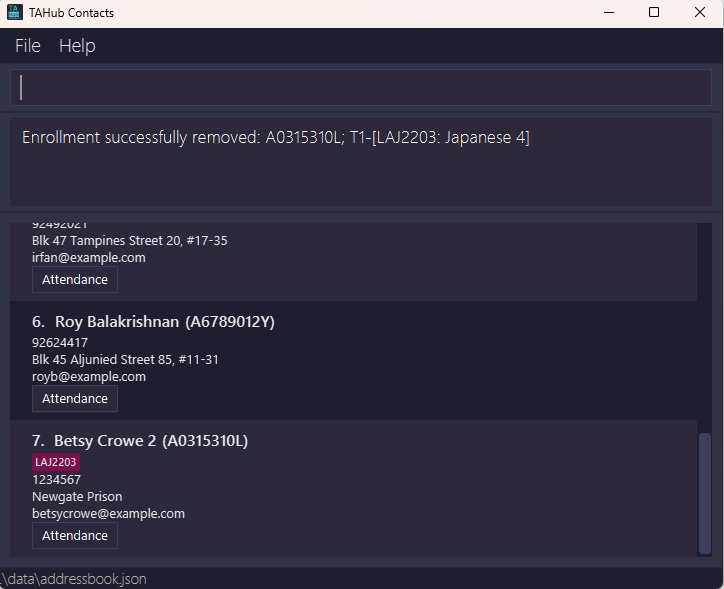 TAHub Contacts
File Help
Enrollment successfully removed: A0315310L; T1-[LAJ2203: Japanese 4]
92492021
Blk 47 Tampines Street 20, #17-35
irfan@example.com
Attendance
6. Roy Balakrishnan (A6789012Y)
92624417
Blk 45 Aljunied Street 85, #11-31
royb@example.com
Attendance
7. Betsy Crowe 2 (A0315310L)
LAJ2203
1234567
Newgate Prison
betsycrowe@example.com
Attendance
.\data\addressbook.json